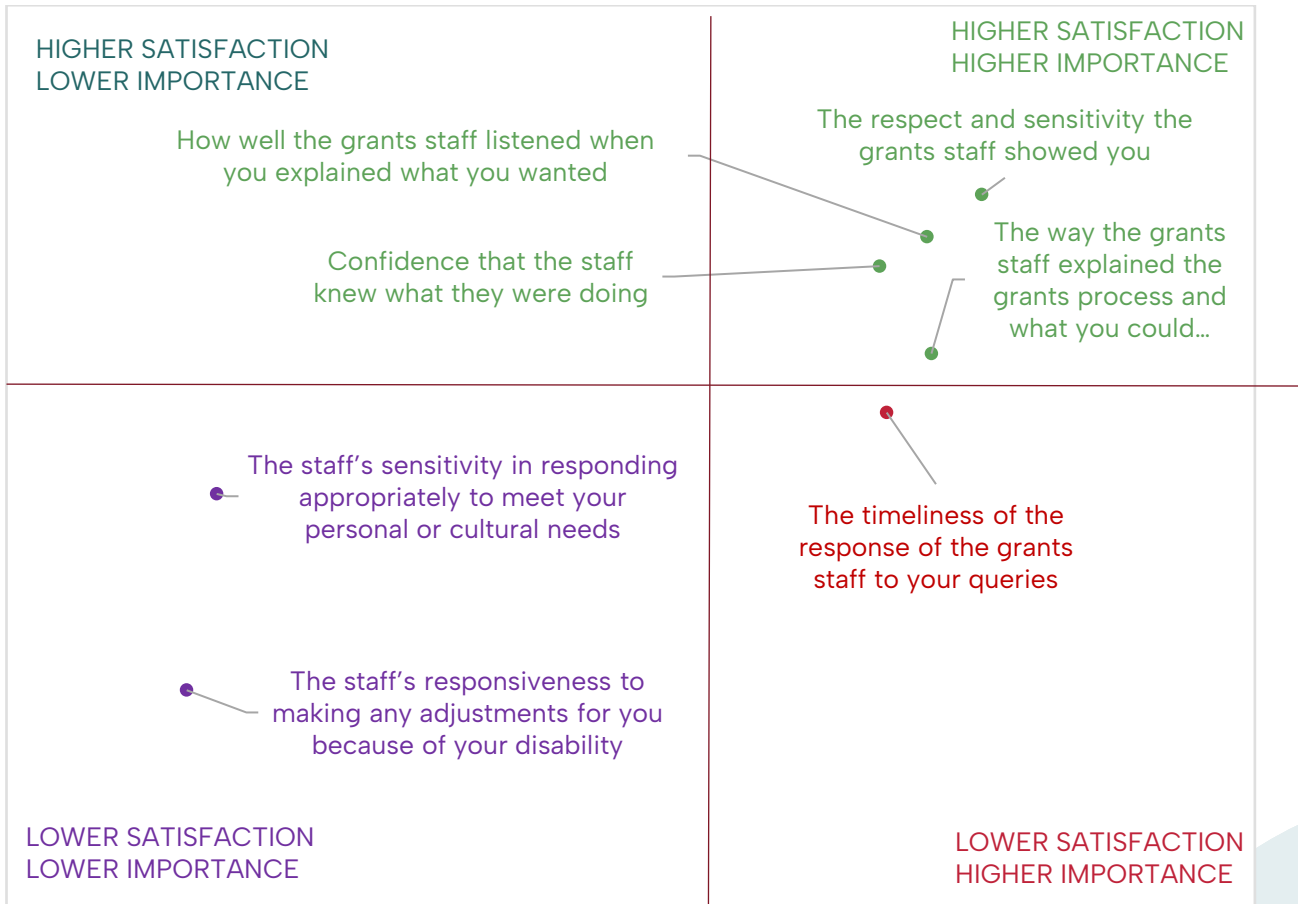 HIGHER SATISFACTION
LOWER IMPORTANCE
HIGHER SATISFACTION
HIGHER IMPORTANCE
How well the grants staff listened when
you explained what you wanted
The respect and sensitivity the
grants staff showed you
Confidence that the staff
knew what they were doing
The way the grants
staff explained the
grants process and
what you could…
The staff’s sensitivity in responding
appropriately to meet your
personal or cultural needs
The timeliness of the
response of the grants
staff to your queries
The staff’s responsiveness to
making any adjustments for you
because of your disability
LOWER SATISFACTION
LOWER IMPORTANCE
LOWER SATISFACTION
HIGHER IMPORTANCE